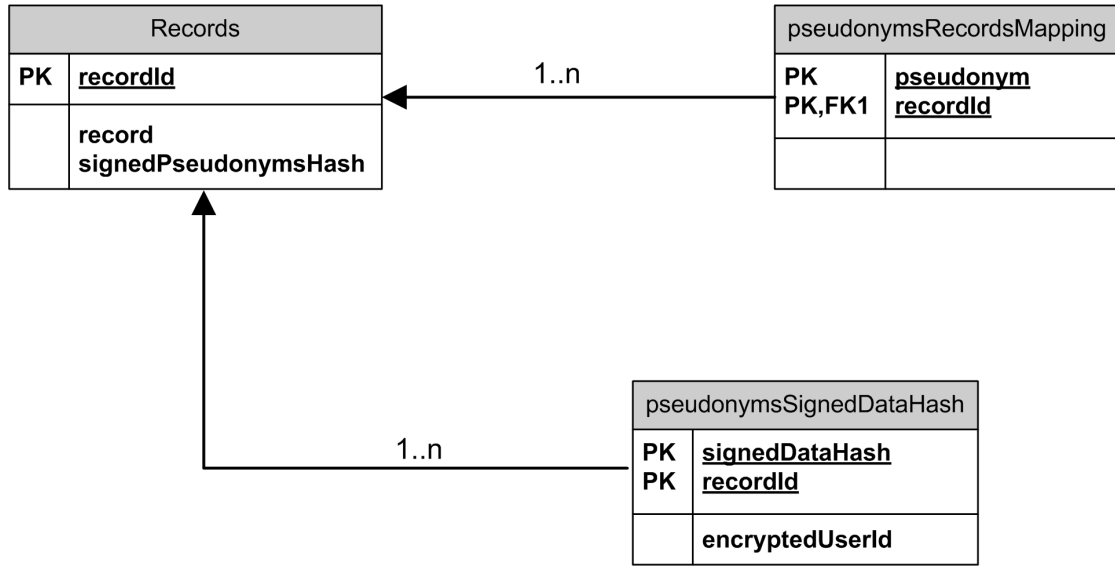 Records
PK recordId
record
signedPseudonymsHash
1..n
pseudonymsRecordsMapping
PK pseudonym
PK,FK1 recordId
1..n
pseudonymsSignedDataHash
PK signedDataHash
PK recordId
encryptedUserId